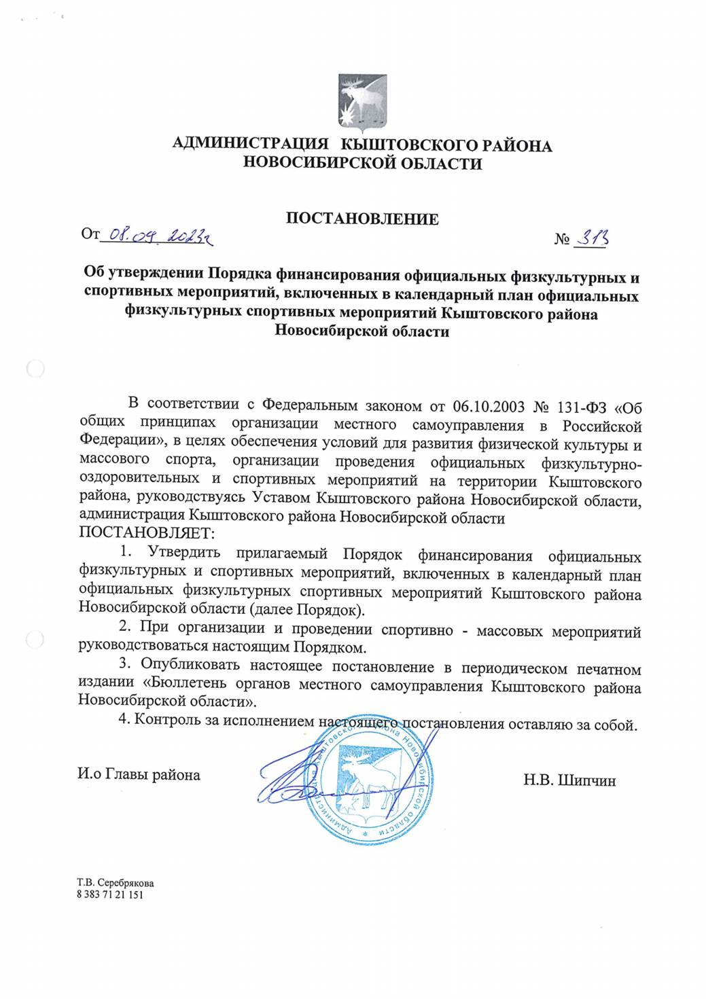 АДМИНИСТРАЦИЯ КЫШТОВСКОГО РАЙОНА
НОВОСИБИРСКОЙ ОБЛАСТИ
ПОСТАНОВЛЕНИЕ
От 08.09.2023г № 313
Об утверждении Порядка финансирования официальных физкультурных и
спортивных мероприятий, включенных в календарный план официальных
физкультурных спортивных мероприятий Кыштовского района
Новосибирской области
В соответствии с Федеральным законом от 06.10.2003 № 131-ФЗ «Об
общих принципах организации местного самоуправления в Российской
Федерации», в целях обеспечения условий для развития физической культуры и
массового спорта, организации проведения официальных физкультурно-
оздоровительных и спортивных мероприятий на территории Кыштовского
района, руководствуясь Уставом Кыштовского района Новосибирской области,
администрация Кыштовского района Новосибирской области
ПОСТАНОВЛЯЕТ:
1. Утвердить прилагаемый Порядок финансирования официальных
физкультурных и спортивных мероприятий, включенных в календарный план
официальных физкультурных спортивных мероприятий Кыштовского района
Новосибирской области (далее Порядок).
2. При организации и проведении спортивно - массовых мероприятий
руководствоваться настоящим Порядком.
3. Опубликовать настоящее постановление в периодическом печатном
издании «Бюллетень органов местного самоуправления Кыштовского района
Новосибирской области».
4. Контроль за исполнением настоящего постановления оставляю за собой.
И.о Главы района Н.В. Шипчин
Администрация Кыштовского района Новосибирской области *
Т.В. Серебрякова
8 383 71 21 151